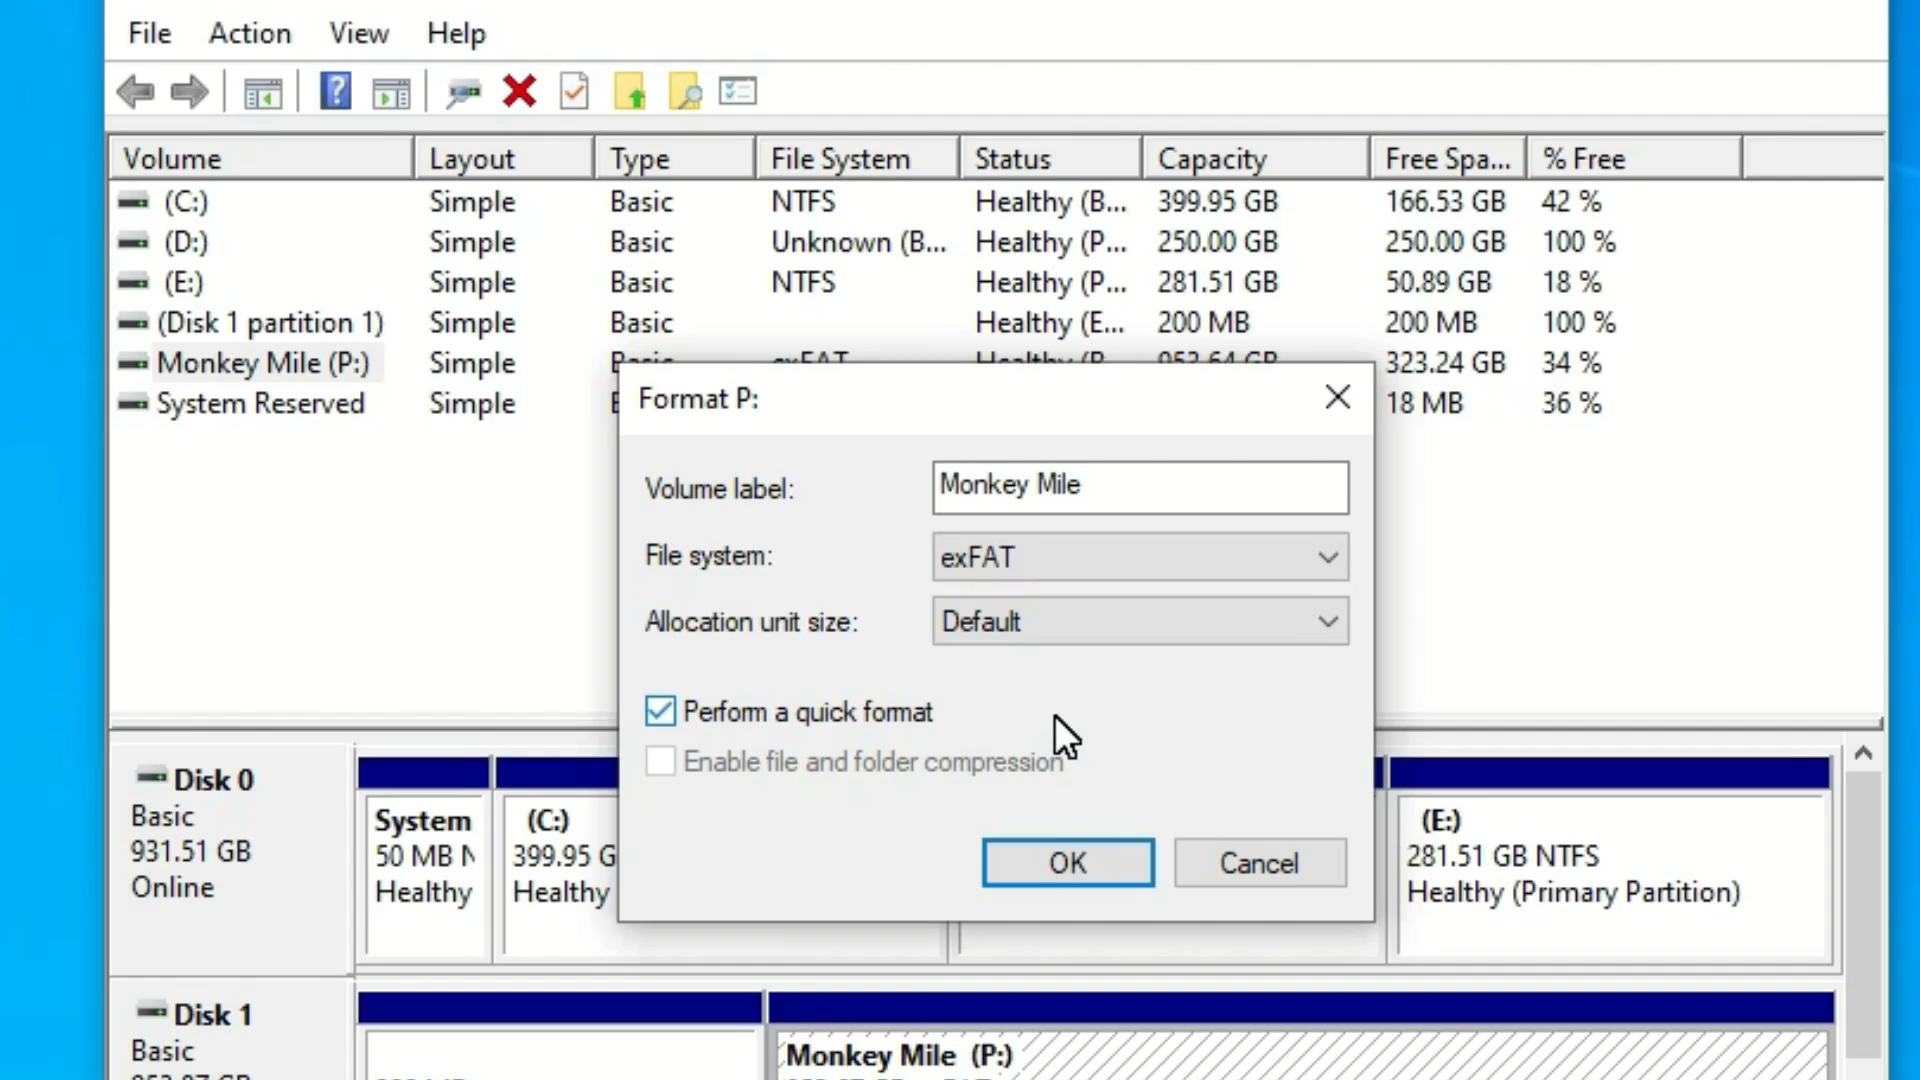 File Action View Help
Volume Layout Type File System Status Capacity Free Spa... % Free
(C:) Simple Basic NTFS Healthy (B... 399.95 GB 166.53 GB 42 %
(D:) Simple Basic Unknown (B... Healthy (P... 250.00 GB 250.00 GB 100 %
(E:) Simple Basic NTFS Healthy (P... 281.51 GB 50.89 GB 18 %
(Disk 1 partition 1) Simple Basic Healthy (E... 200 MB 200 MB 100 %
Monkey Mile (P:) Simple Basic exFAT 323.24 GB 34 %
System Reserved Simple 18 MB 36 %
Format P:
Volume label: Monkey Mile
File system: exFAT
Allocation unit size: Default
Perform a quick format
Enable file and folder compression
OK Cancel
Disk 0
Basic
931.51 GB
Online
System
50 MB N
Healthy
(C:)
399.95 G
Healthy
(E:)
281.51 GB NTFS
Healthy (Primary Partition)
Disk 1
Basic
Monkey Mile (P:)